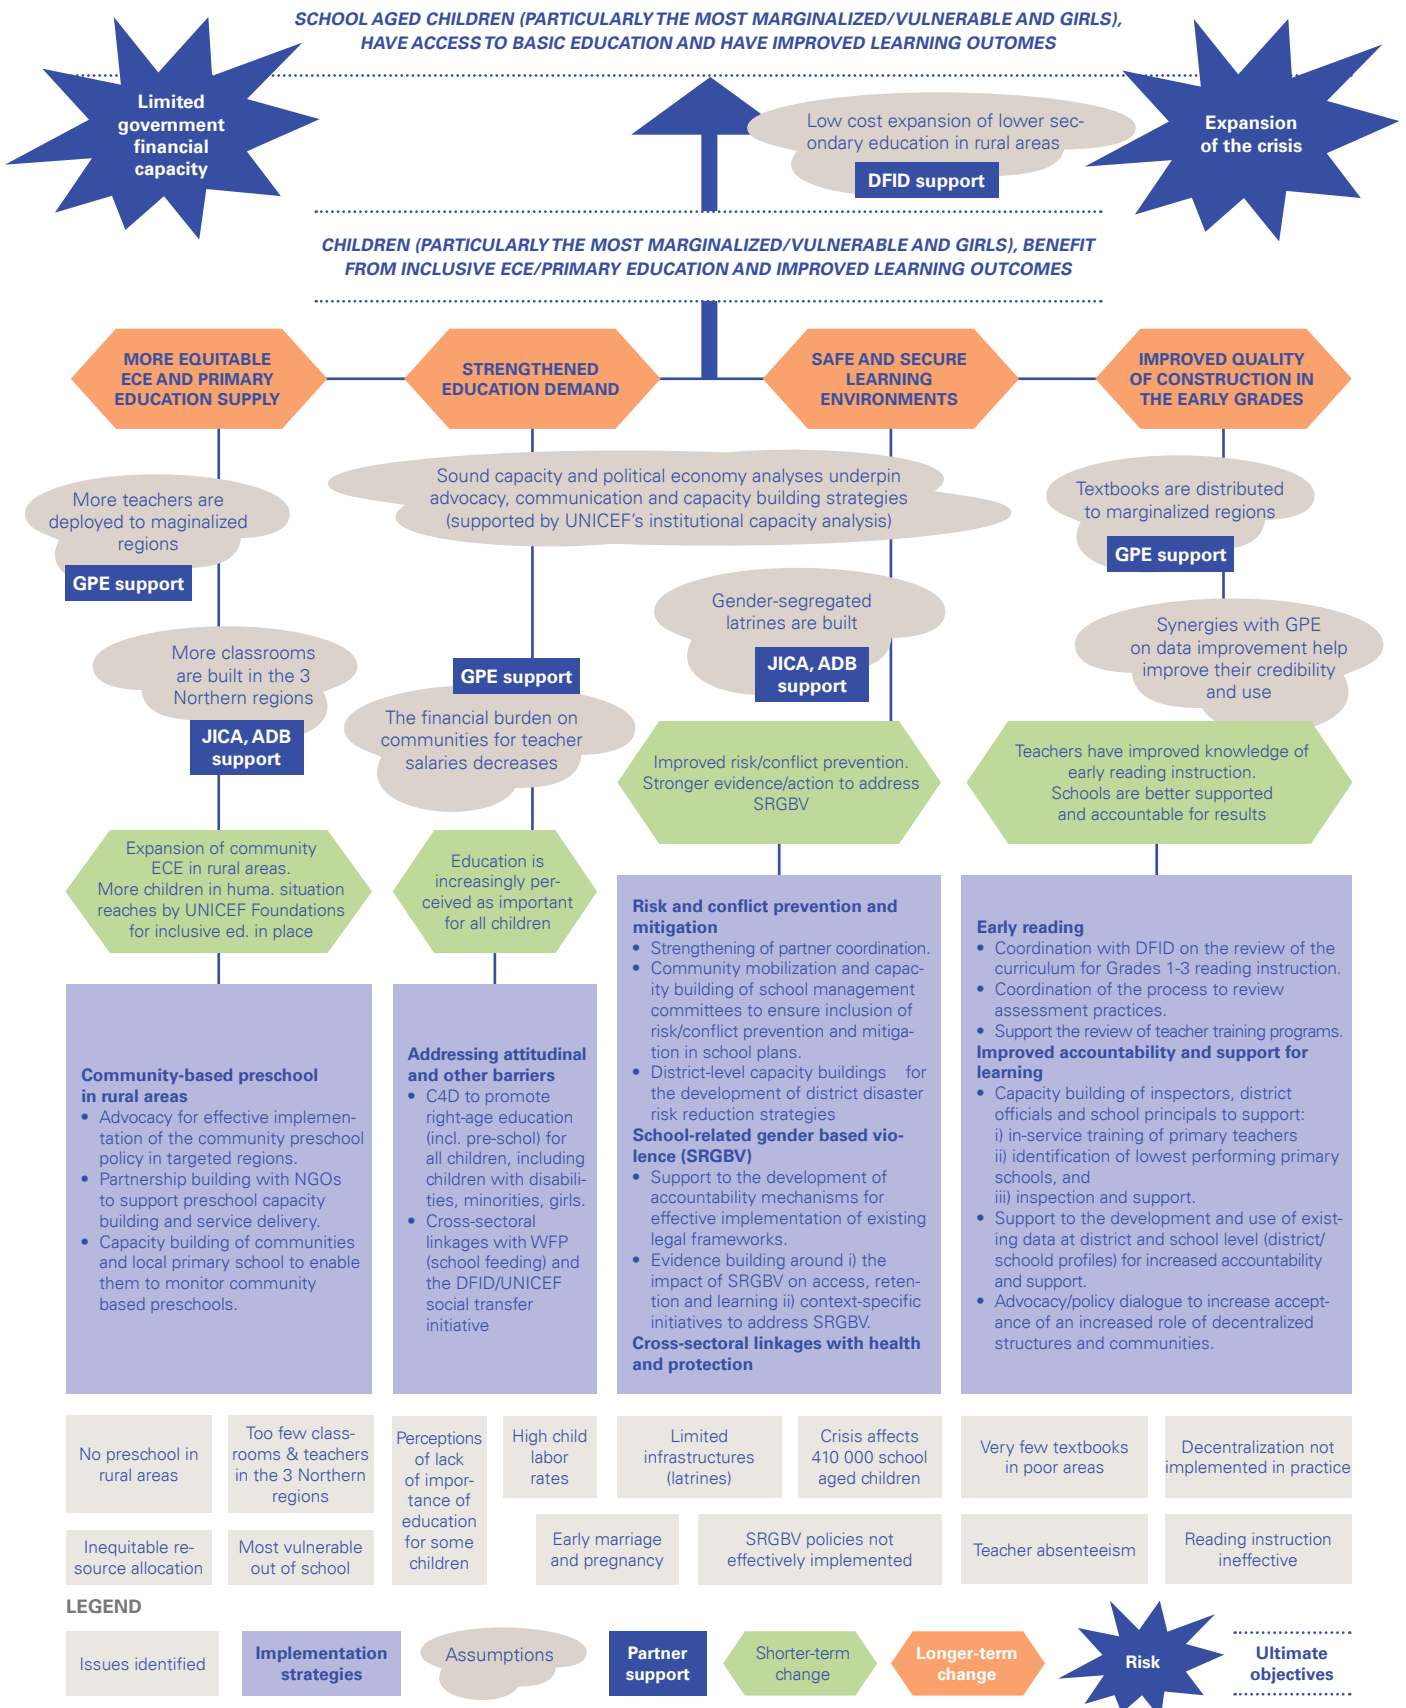 SCHOOL AGED CHILDREN (PARTICULARLY THE MOST MARGINALIZED/VULNERABLE AND GIRLS),
HAVE ACCESS TO BASIC EDUCATION AND HAVE IMPROVED LEARNING OUTCOMES
Limited
government
financial
capacity
Low cost expansion of lower sec-
ondary education in rural areas
DFID support
Expansion
of the crisis
CHILDREN (PARTICULARLY THE MOST MARGINALIZED/VULNERABLE AND GIRLS), BENEFIT
FROM INCLUSIVE ECE/PRIMARY EDUCATION AND IMPROVED LEARNING OUTCOMES
MORE EQUITABLE
ECE AND PRIMARY
EDUCATION SUPPLY
STRENGTHENED
EDUCATION DEMAND
SAFE AND SECURE
LEARNING
ENVIRONMENTS
IMPROVED QUALITY
OF CONSTRUCTION IN
THE EARLY GRADES
Sound capacity and political economy analyses underpin
advocacy, communication and capacity building strategies
(supported by UNICEF's institutional capacity analysis)
More teachers are
deployed to maginalized
regions
GPE support
Textbooks are distributed
to marginalized regions
GPE support
Gender-segregated
latrines are built
JICA, ADB
support
Synergies with GPE
on data improvement help
improve their credibility
and use
More classrooms
are built in the 3
Northern regions
JICA, ADB
support
GPE support
The financial burden on
communities for teacher
salaries decreases
Improved risk/conflict prevention.
Stronger evidence/action to address
SRGBV
Teachers have improved knowledge of
early reading instruction.
Schools are better supported
and accountable for results
Expansion of community
ECE in rural areas.
More children in huma. situation
reaches by UNICEF Foundations
for inclusive ed. in place
Education is
increasingly per-
ceived as important
for all children
Community-based preschool
in rural areas
• Advocacy for effective implemen-
tation of the community preschool
policy in targeted regions.
• Partnership building with NGOs
to support preschool capacity
building and service delivery.
• Capacity building of communities
and local primary school to enable
them to monitor community
based preschools.
Addressing attitudinal
and other barriers
• C4D to promote
right-age education
(incl. pre-schol) for
all children, including
children with disabili-
ties, minorities, girls.
• Cross-sectoral
linkages with WFP
(school feeding) and
the DFID/UNICEF
social transfer
initiative
Risk and conflict prevention and
mitigation
• Strengthening of partner coordination.
• Community mobilization and capac-
ity building of school management
committees to ensure inclusion of
risk/conflict prevention and mitiga-
tion in school plans.
• District-level capacity buildings for
the development of district disaster
risk reduction strategies
School-related gender based vio-
lence (SRGBV)
• Support to the development of
accountability mechanisms for
effective implementation of existing
legal frameworks.
• Evidence building around i) the
impact of SRGBV on access, reten-
tion and learning ii) context-specific
initiatives to address SRGBV.
Cross-sectoral linkages with health
and protection
Early reading
• Coordination with DFID on the review of the
curriculum for Grades 1-3 reading instruction.
• Coordination of the process to review
assessment practices.
• Support the review of teacher training programs.
Improved accountability and support for
learning
• Capacity building of inspectors, district
officials and school principals to support:
i) in-service training of primary teachers
ii) identification of lowest performing primary
schools, and
iii) inspection and support.
• Support to the development and use of exist-
ing data at district and school level (district/
schoold profiles) for increased accountability
and support.
• Advocacy/policy dialogue to increase accept-
ance of an increased role of decentralized
structures and communities.
No preschool in
rural areas
Too few class-
rooms & teachers
in the 3 Northern
regions
Perceptions
of lack
of impor-
tance of
education
for some
children
High child
labor
rates
Limited
infrastructures
(latrines)
Crisis affects
410 000 school
aged children
Very few textbooks
in poor areas
Decentralization not
implemented in practice
Inequitable re-
source allocation
Most vulnerable
out of school
Early marriage
and pregnancy
SRGBV policies not
effectively implemented
Teacher absenteeism
Reading instruction
ineffective
LEGEND
Issues identified
Implementation
strategies
Assumptions
Partner
support
Shorter-term
change
Longer-term
change
Risk
Ultimate
objectives